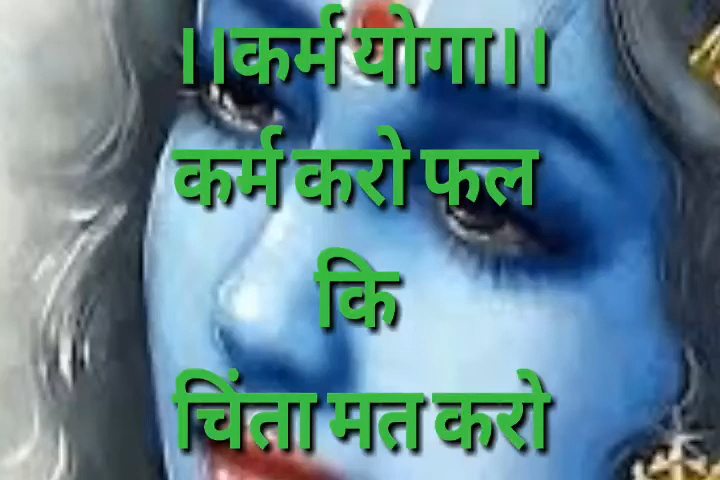 ।।कर्म योगा।।
कर्म करो फल
कि
चिंता मत करो